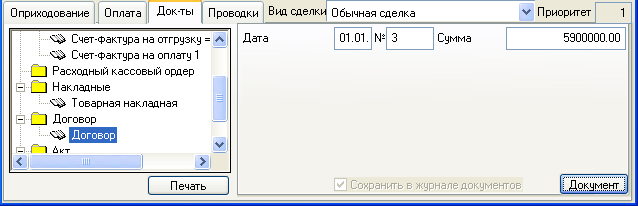 Оприходование Оплата Док-ты Проводки Вид сделки Обычная сделка Приоритет 1
Счет-фактура на отгрузку =
Счет-фактура на оплату 1
Расходный кассовый ордер
Накладные
Товарная накладная
Договор
Договор
Акт
Дата 01.01. № 3 Сумма 5900000.00
Сохранить в журнале документов
Печать Документ